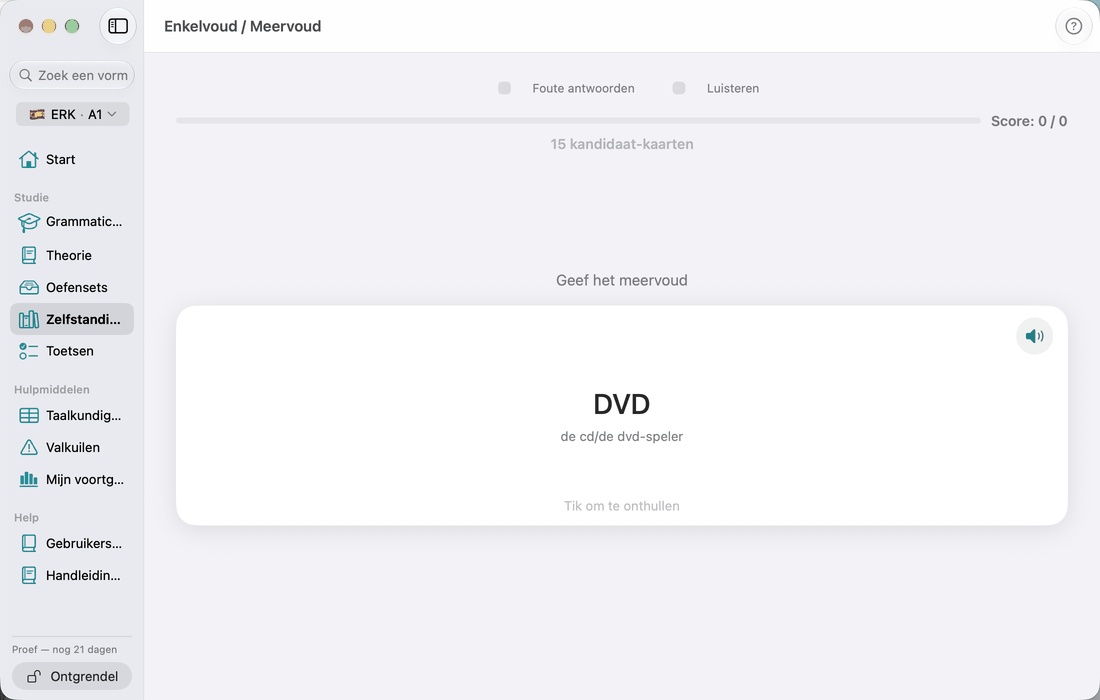 Enkelvoud / Meervoud
?
Zoek een vorm
ERK · A1
Start
Studie
Grammatic...
Theorie
Oefensets
Zelfstandi...
Toetsen
Hulpmiddelen
Taalkundig...
Valkuilen
Mijn voortg...
Help
Gebruikers...
Handleidin...
Proef — nog 21 dagen
Ontgrendel
Foute antwoorden
Luisteren
Score: 0 / 0
15 kandidaat-kaarten
Geef het meervoud
DVD
de cd/de dvd-speler
Tik om te onthullen